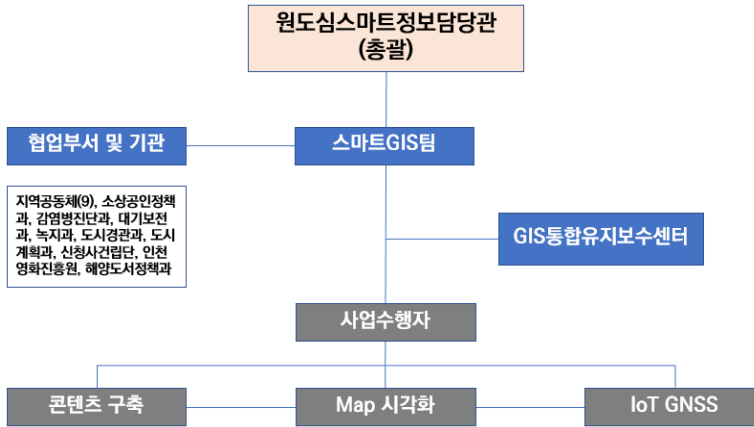 원도심스마트정보담당관
(총괄)
협업부서 및 기관
스마트GIS팀
지역공동체(9), 소상공인정책
과, 감염병진단과, 대기보전
과, 녹지과, 도시경관과, 도시
계획과, 신청사건립단, 인천
영화진흥원, 해양도서정책과
GIS통합유지보수센터
사업수행자
콘텐츠 구축
Map 시각화
IoT GNSS